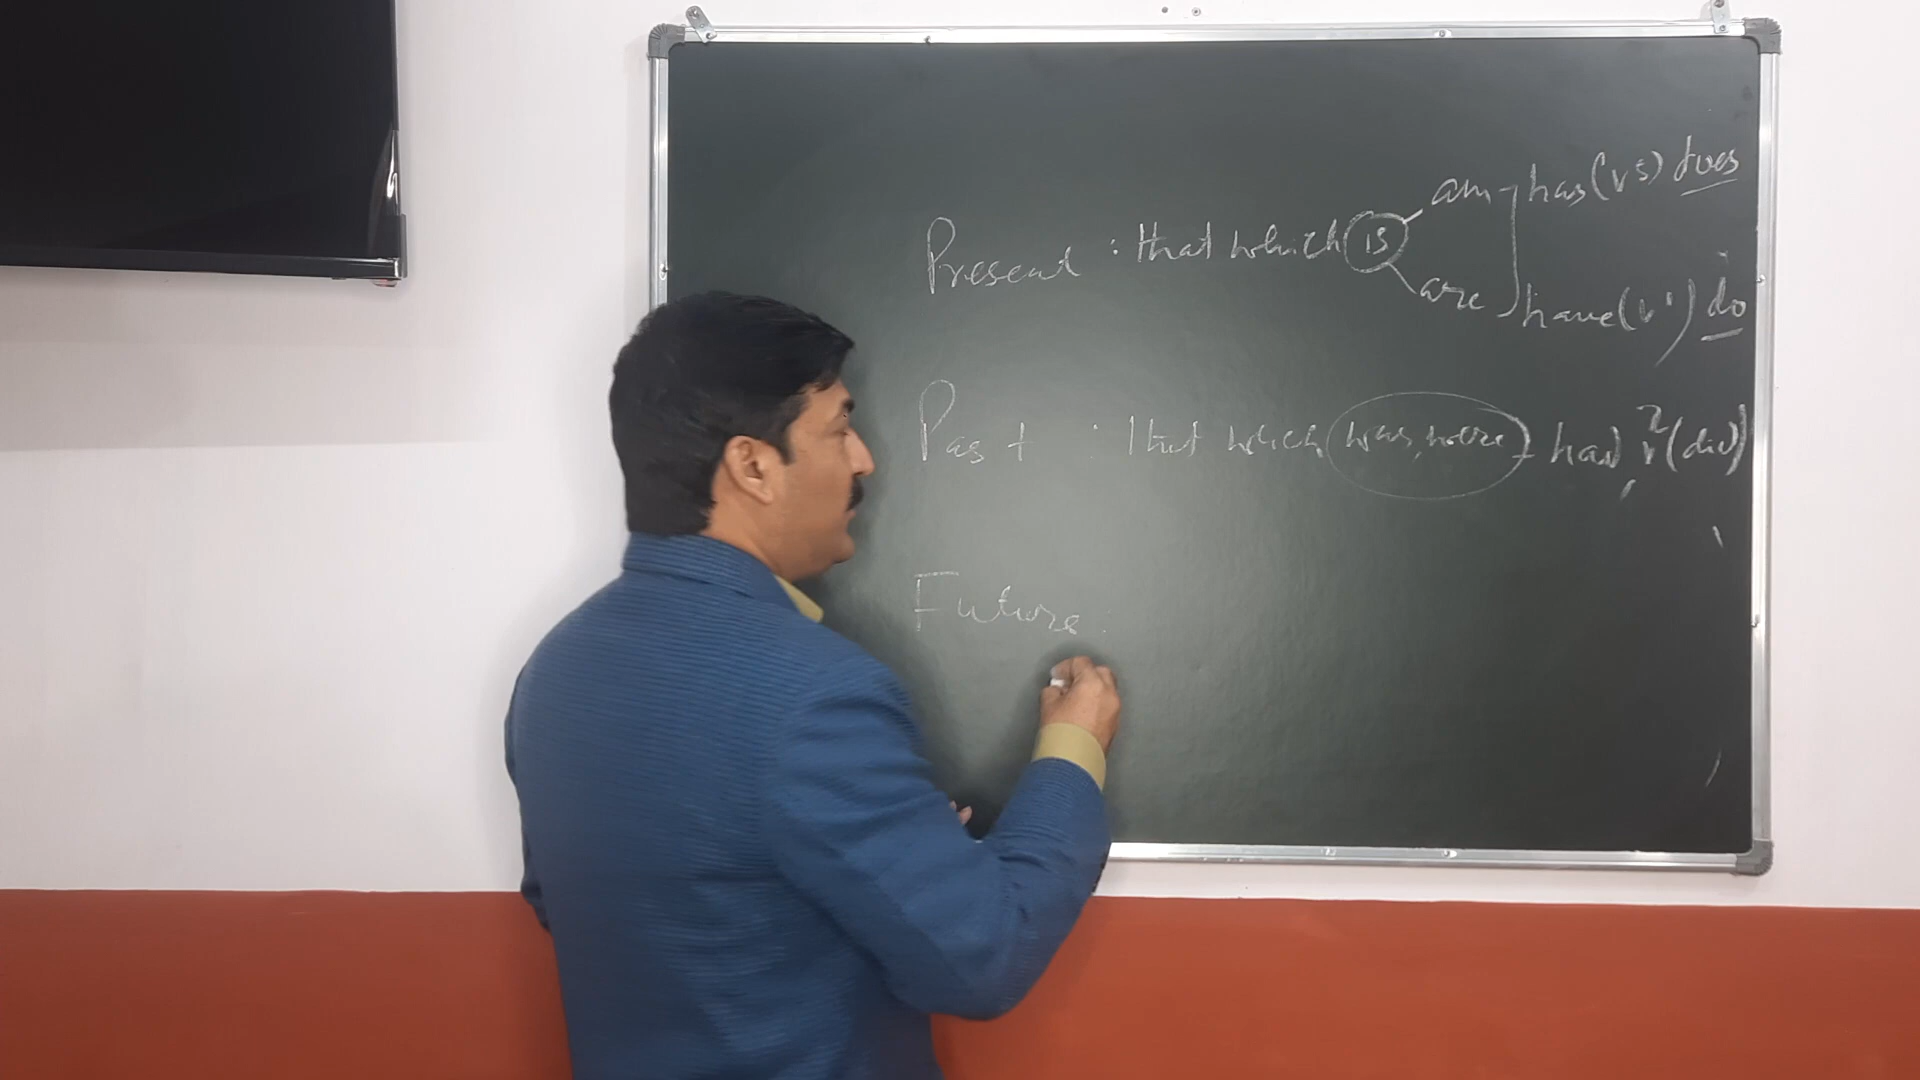 am has(v5) does
Present : that which is
are have(v1) do
Past : that which was, were had, v2(did)
Future :